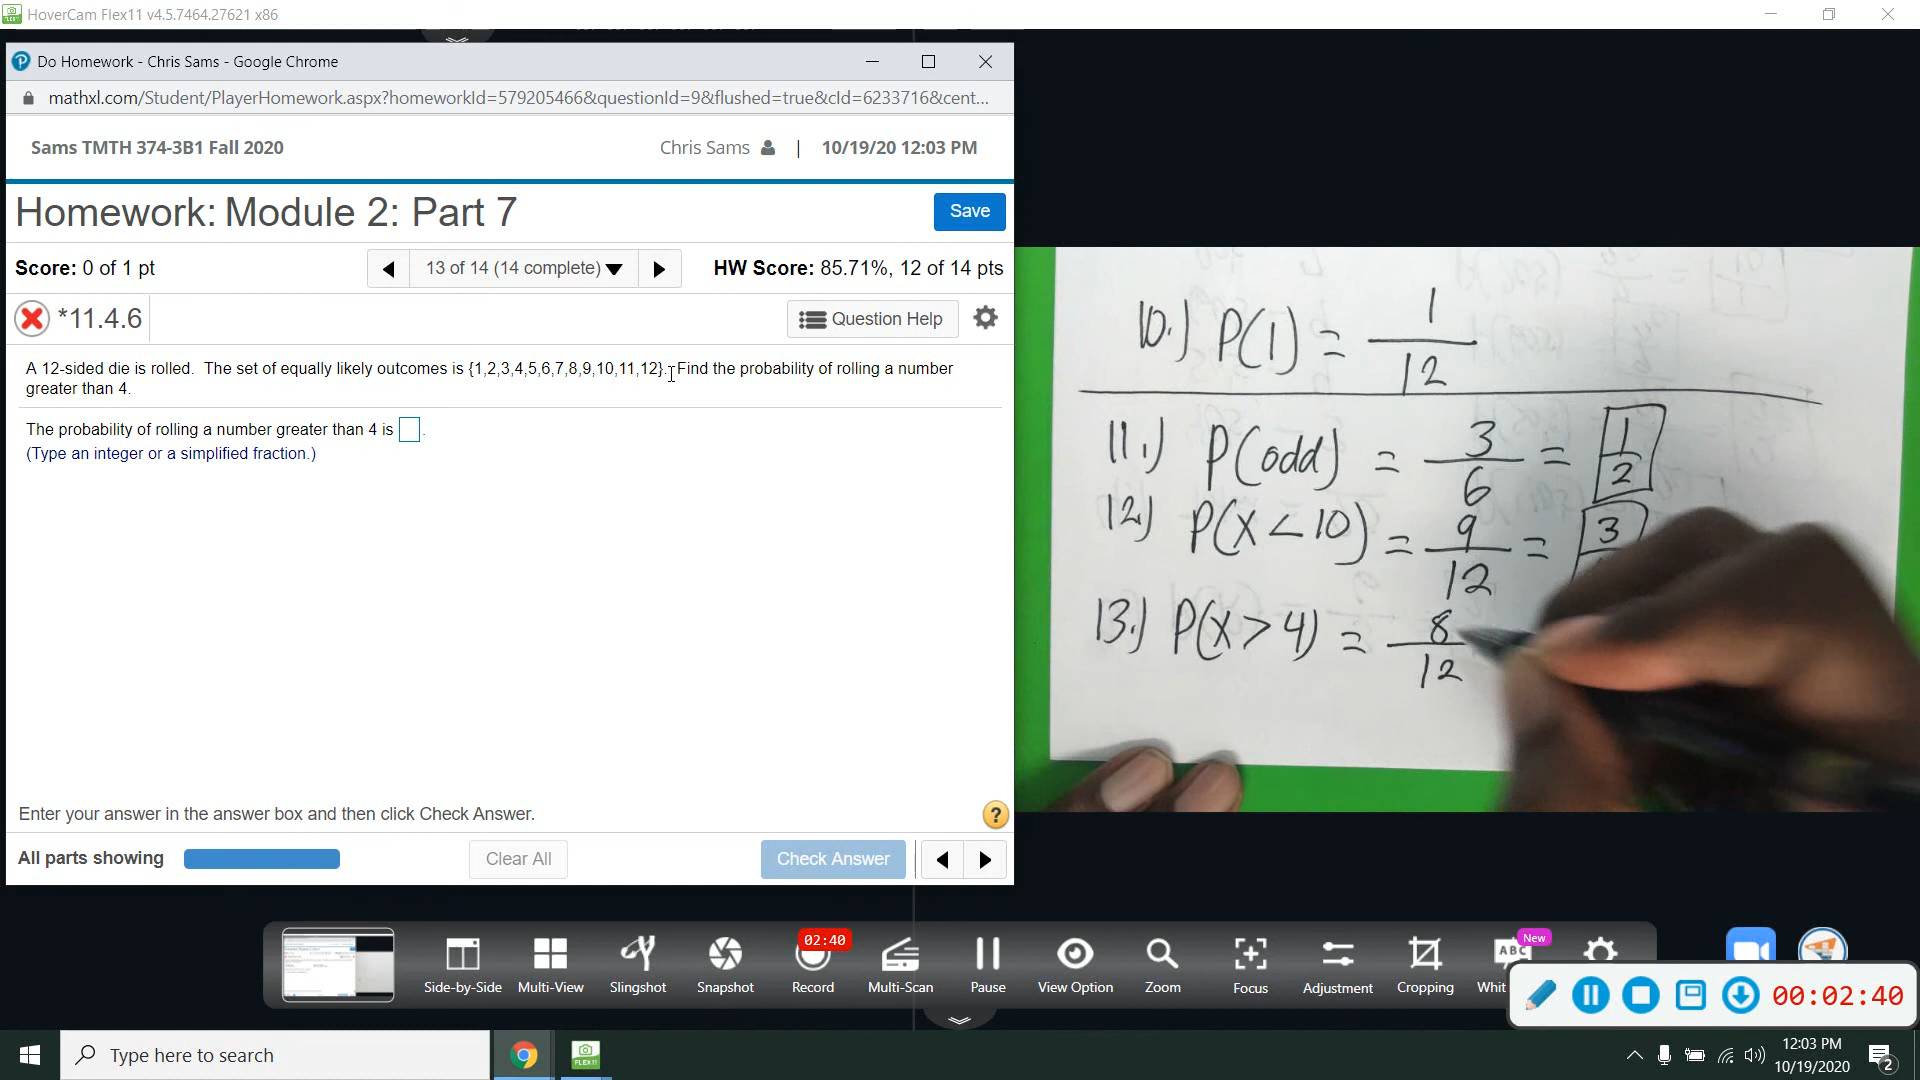 HoverCam Flex11 v4.5.7464.27621 x86
Do Homework - Chris Sams - Google Chrome
mathxl.com/Student/PlayerHomework.aspx?homeworkId=579205466&questionId=9&flushed=true&cId=6233716&cent...
Sams TMTH 374-3B1 Fall 2020
Chris Sams | 10/19/20 12:03 PM
Homework: Module 2: Part 7
Save
Score: 0 of 1 pt
13 of 14 (14 complete)
HW Score: 85.71%, 12 of 14 pts
*11.4.6
Question Help
A 12-sided die is rolled. The set of equally likely outcomes is {1,2,3,4,5,6,7,8,9,10,11,12}. Find the probability of rolling a number
greater than 4.
The probability of rolling a number greater than 4 is .
(Type an integer or a simplified fraction.)
Enter your answer in the answer box and then click Check Answer.
?
All parts showing
Clear All
Check Answer
10.) P(1) = 1/12
11.) P(odd) = 3/6 = 1/2
12.) P(X < 10) = 9/12 = 3
13.) P(X > 4) = 8/12
02:40
New
ABC
Side-by-Side
Multi-View
Slingshot
Snapshot
Record
Multi-Scan
Pause
View Option
Zoom
Focus
Adjustment
Cropping
Whit
00:02:40
Type here to search
FLEX11
12:03 PM
10/19/2020
2